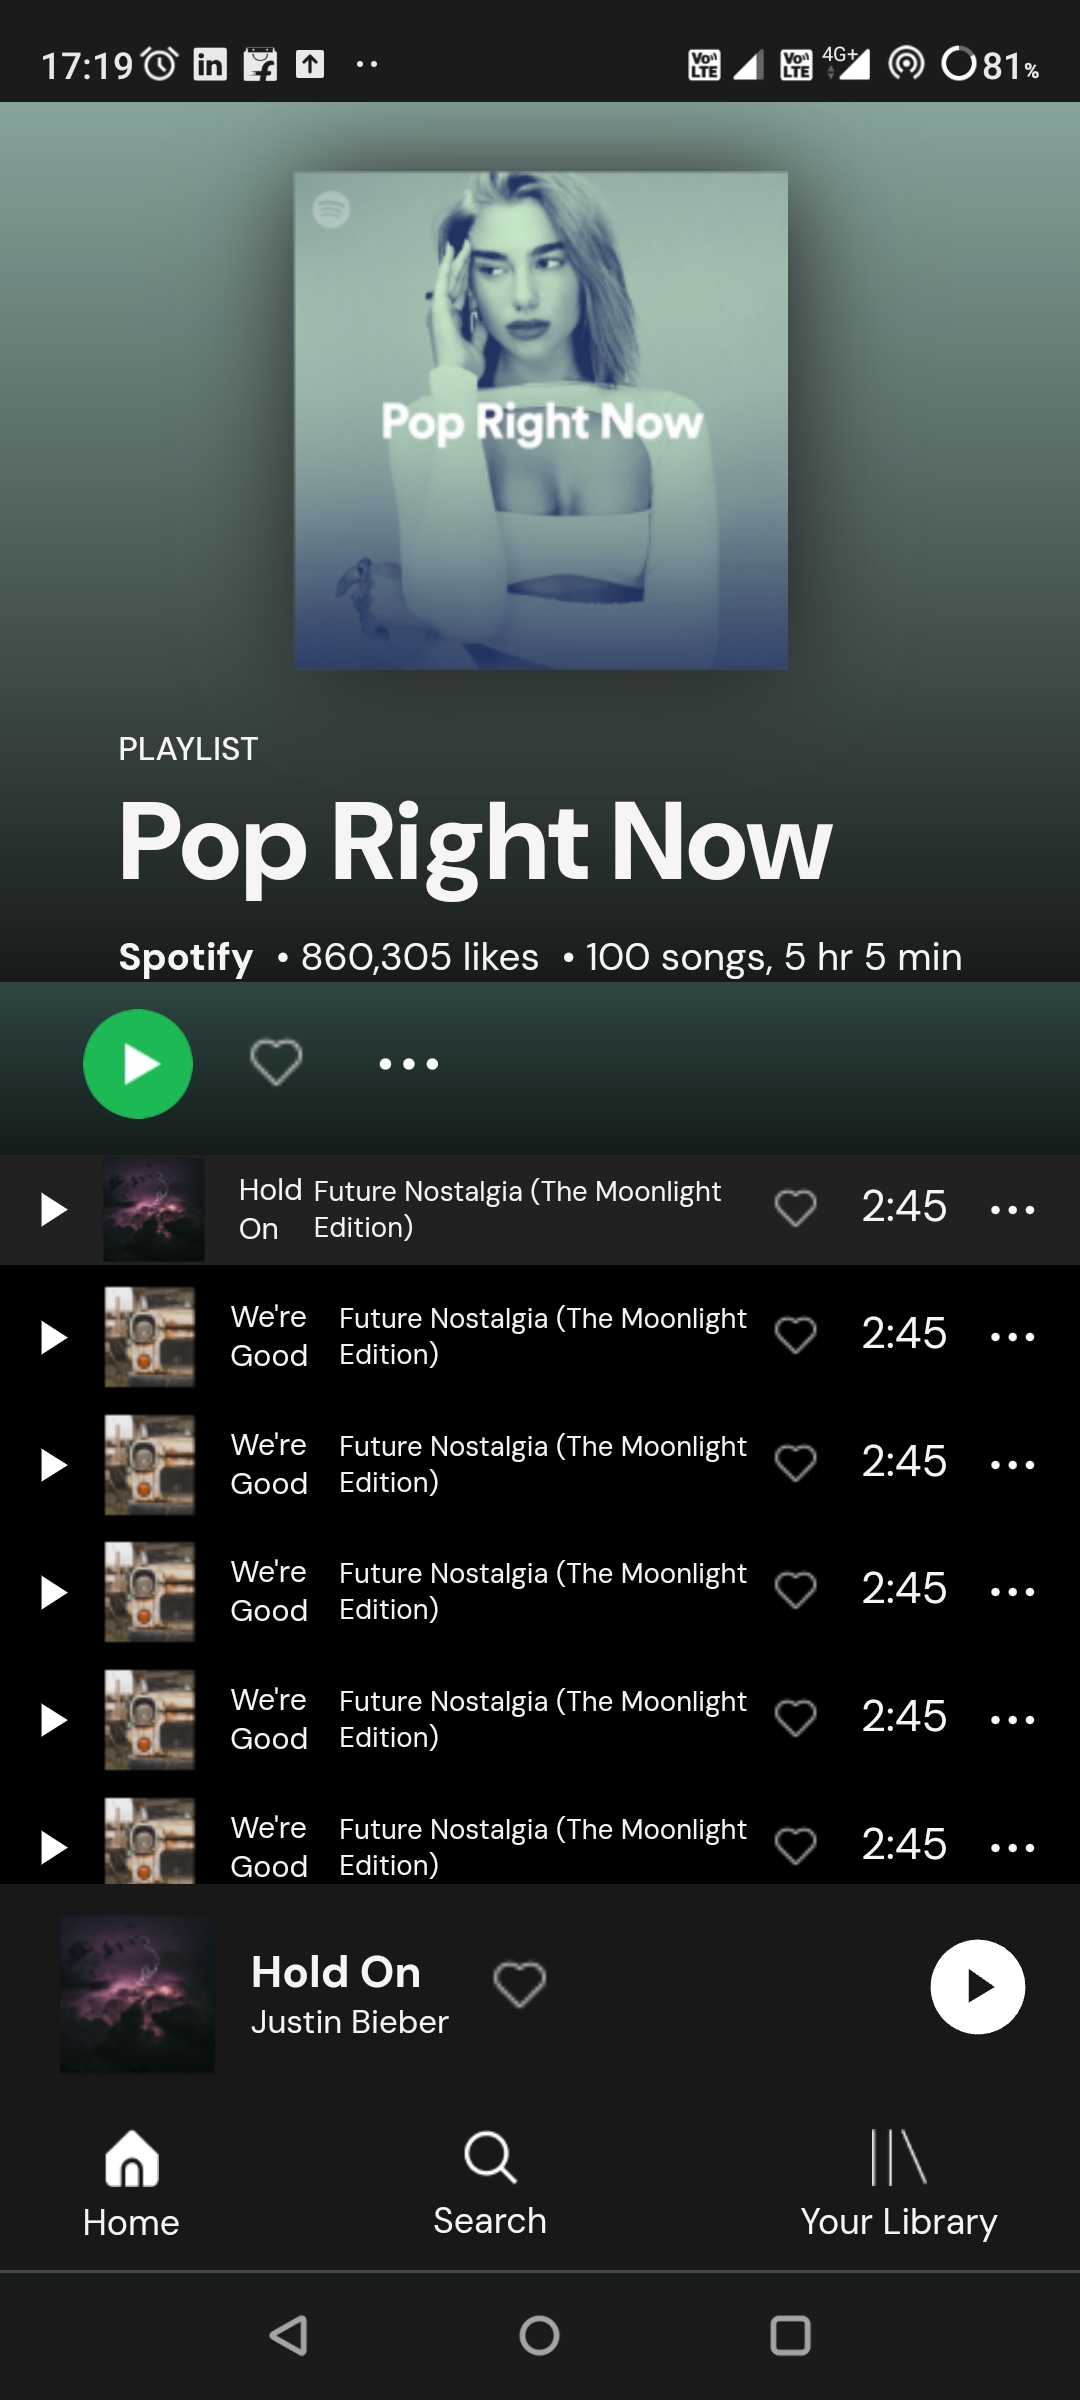 17:19 in Vo)) LTE Vo)) LTE 4G+ 81%
Pop Right Now
PLAYLIST
Pop Right Now
Spotify • 860,305 likes • 100 songs, 5 hr 5 min
Hold Future Nostalgia (The Moonlight 2:45
On Edition)
We're Future Nostalgia (The Moonlight 2:45
Good Edition)
We're Future Nostalgia (The Moonlight 2:45
Good Edition)
We're Future Nostalgia (The Moonlight 2:45
Good Edition)
We're Future Nostalgia (The Moonlight 2:45
Good Edition)
We're Future Nostalgia (The Moonlight 2:45
Good Edition)
Hold On
Justin Bieber
Home Search Your Library